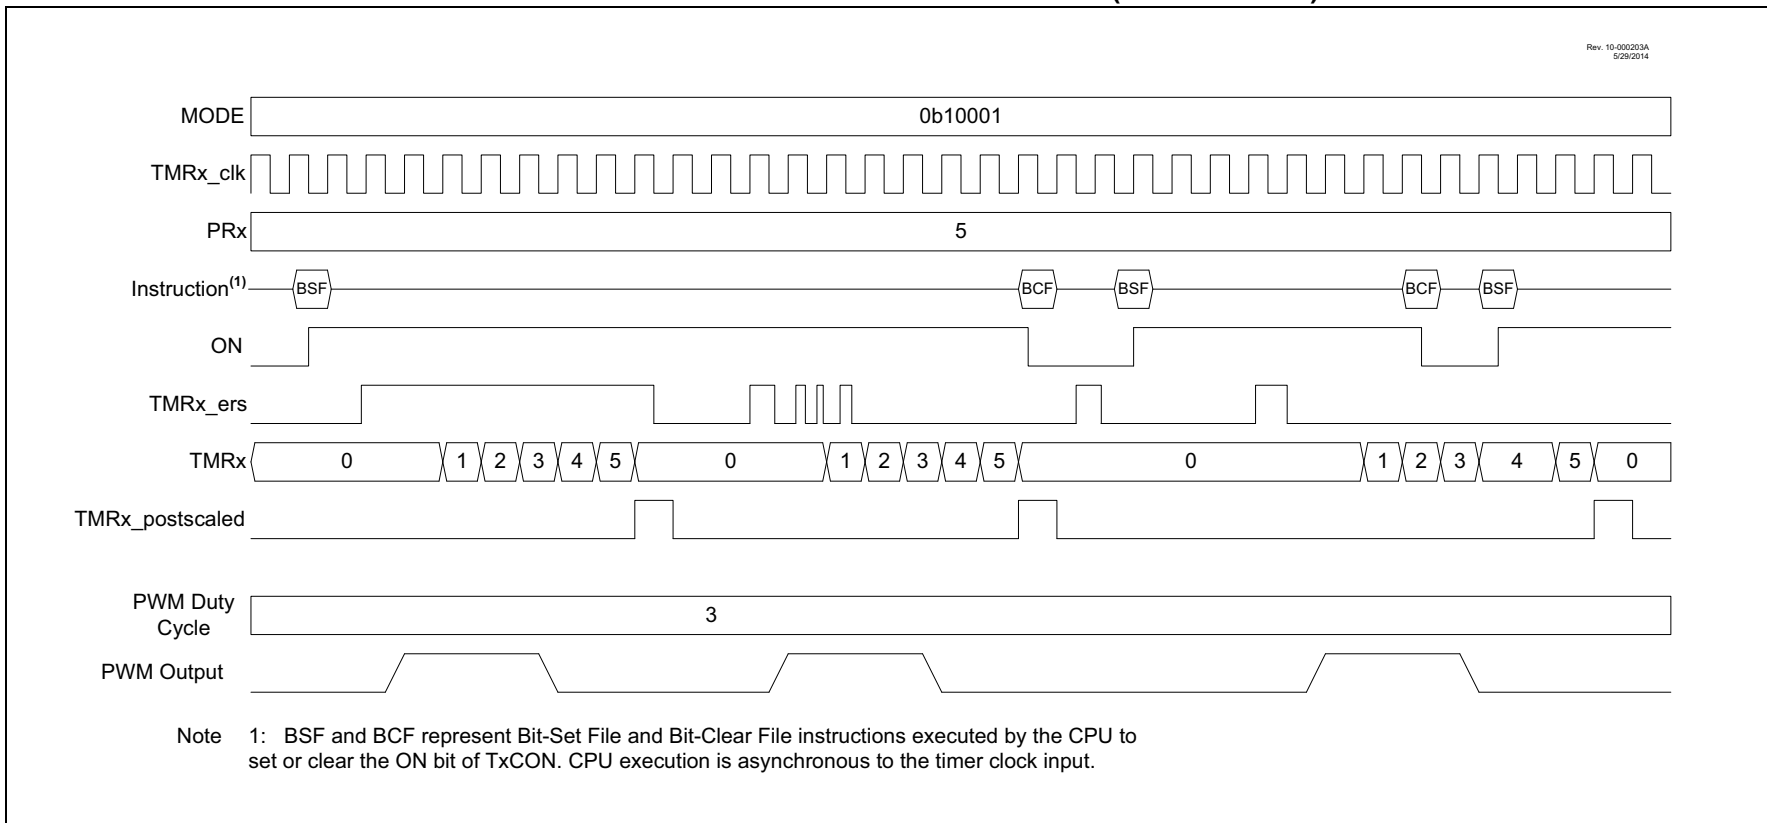 Rev. 10-000203A
5/29/2014
MODE 0b10001
TMRx_clk
PRx 5
Instruction(1) BSF BCF BSF BCF BSF
ON
TMRx_ers
TMRx 0 1 2 3 4 5 0 1 2 3 4 5 0 1 2 3 4 5 0
TMRx_postscaled
PWM Duty
Cycle
3
PWM Output
Note 1: BSF and BCF represent Bit-Set File and Bit-Clear File instructions executed by the CPU to
set or clear the ON bit of TxCON. CPU execution is asynchronous to the timer clock input.